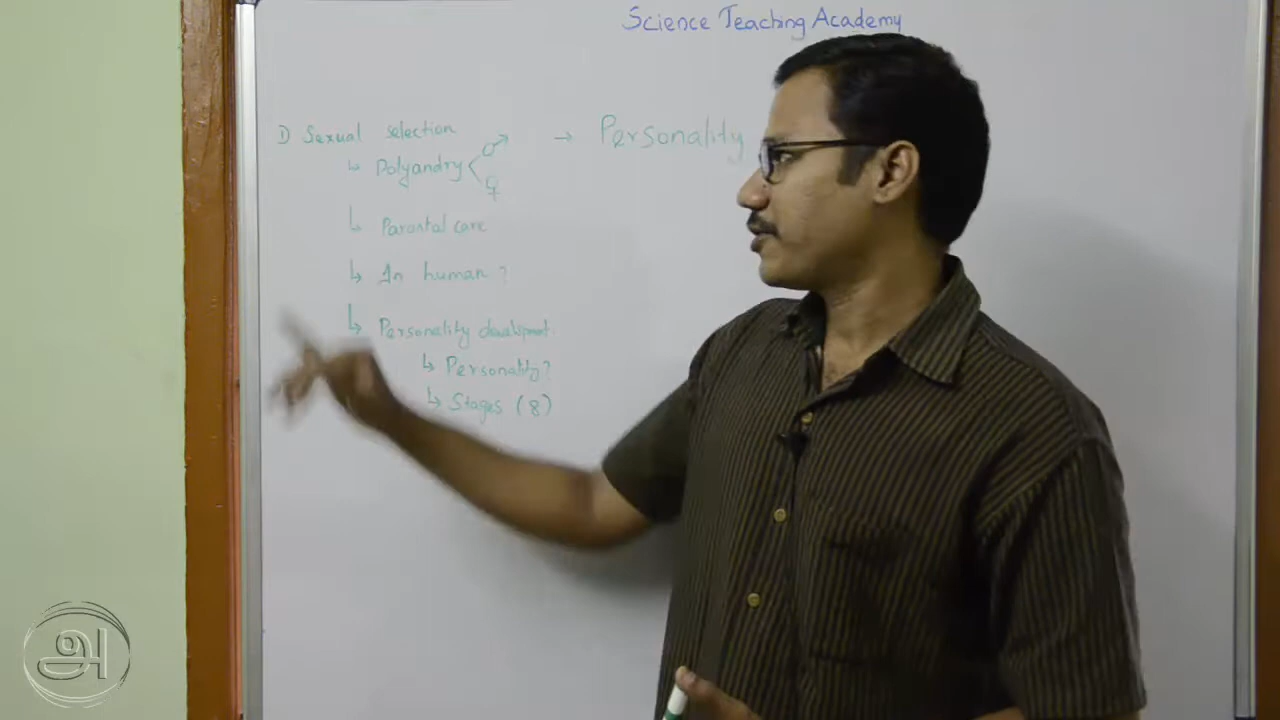 Science Teaching Academy
1) Sexual selection
↳ Polyandry < ♂ ♀ → Personality
↳ Parental care
↳ In human ?
↳ Personality development.
↳ Personality?
↳ Stages (8)
அ